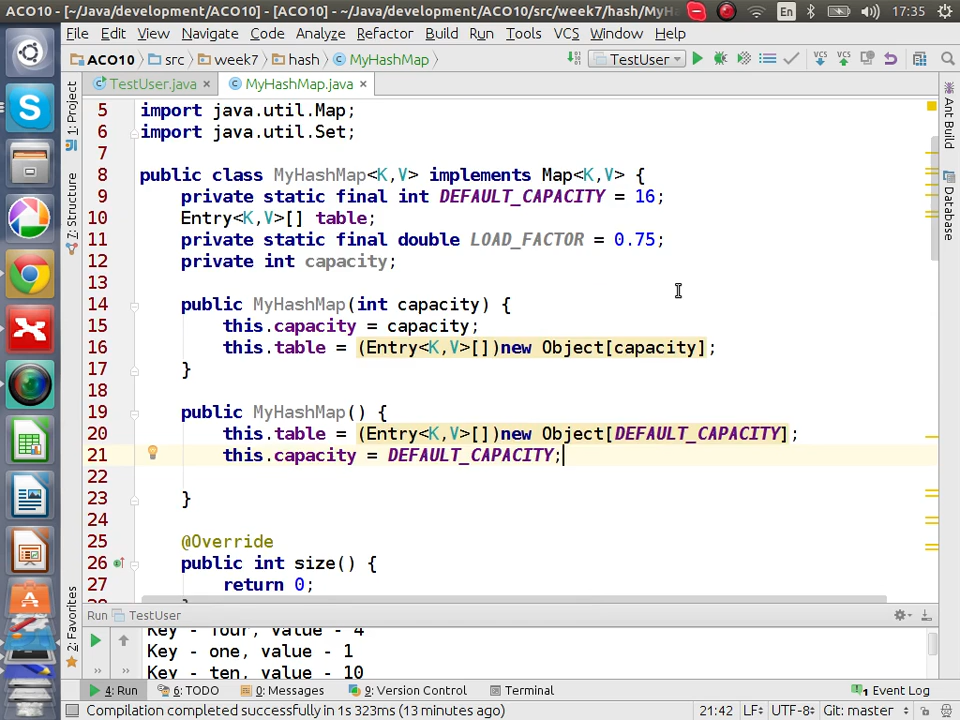 ACO10 - [~/Java/development/ACO10] - [ACO10] - ~/Java/development/ACO10/src/week7/hash/MyH
En
17:35
File Edit View Navigate Code Analyze Refactor Build Run Tools VCS Window Help
ACO10 src week7 hash MyHashMap TestUser VCS VCS
TestUser.java MyHashMap.java
1: Project
7: Structure
2: Favorites
Ant Build
Database
5 import java.util.Map;
6 import java.util.Set;
7
8 public class MyHashMap<K,V> implements Map<K,V> {
9 private static final int DEFAULT_CAPACITY = 16;
10 Entry<K,V>[] table;
11 private static final double LOAD_FACTOR = 0.75;
12 private int capacity;
13
14 public MyHashMap(int capacity) {
15 this.capacity = capacity;
16 this.table = (Entry<K,V>[])new Object[capacity];
17 }
18
19 public MyHashMap() {
20 this.table = (Entry<K,V>[])new Object[DEFAULT_CAPACITY];
21 this.capacity = DEFAULT_CAPACITY;
22
23 }
24
25 @Override
26 public int size() {
27 return 0;
Run TestUser
Key - four, value - 4
Key - one, value - 1
Key - ten, value - 10
4: Run 6: TODO 0: Messages 9: Version Control Terminal Event Log
Compilation completed successfully in 1s 323ms (13 minutes ago) 21:42 LF UTF-8 Git: master